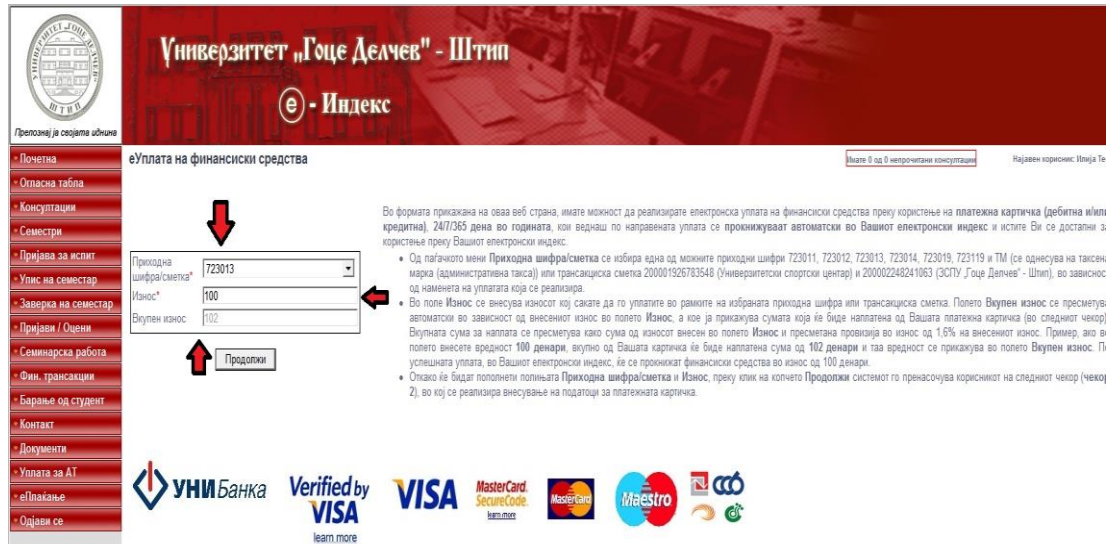 УНИВЕРЗИТЕТ „ГОЦЕ ДЕЛЧЕВ"
ШТИП
Препознај ја својата иднина
Универзитет „Гоце Делчев" - Штип
е - Индекс
Почетна
Огласна табла
Консултации
Семестри
Пријава за испит
Упис на семестар
Заверка на семестар
Пријави / Оцени
Семинарска работа
Фин. трансакции
Барање од студент
Контакт
Документи
Уплата за АТ
еПлаќање
Одјави се
еУплата на финансиски средства
Имате 0 од 0 непрочитани консултации
Најавен корисник: Илија Те
Приходна
шифра/сметка*
723013
Износ*
100
Вкупен износ
102
Продолжи
Во формата прикажана на оваа веб страна, имате можност да реализирате електронска уплата на финансиски средства преку користење на платежна картичка (дебитна и/или
кредитна), 24/7/365 дена во годината, кои веднаш по направената уплата се прокнижуваат автоматски во Вашиот електронски индекс и истите Ви се достапни за
користење преку Вашиот електронски индекс.
• Од паѓачкото мени Приходна шифра/сметка се избира една од можните приходни шифри 723011, 723012, 723013, 723014, 723019, 723119 и ТМ (се однесува на таксена
марка (административна такса)) или трансакциска сметка 200001926783548 (Универзитетски спортски центар) и 200002248241063 (ЗСПУ „Гоце Делчев" - Штип), во зависнос
од намената на уплатата која се реализира.
• Во поле Износ се внесува износот кој сакате да го уплатите во рамките на избраната приходна шифра или трансакциска сметка. Полето Вкупен износ се пресметува
автоматски во зависност од внесениот износ во полето Износ, а кое ја прикажува сумата која ќе биде наплатена од Вашата платежна картичка (во следниот чекор)
Вкупната сума за наплата се пресметува како сума од износот внесен во полето Износ и пресметана провизија во износ од 1,6% на внесениот износ. Пример, ако во
полето внесете вредност 100 денари, вкупно од Вашата картичка ќе биде наплатена сума од 102 денари и таа вредност се прикажува во полето Вкупен износ. По
успешната уплата, во Вашиот електронски индекс, ќе се прокнижат финансиски средства во износ од 100 денари.
• Откако ќе бидат пополнети полињата Приходна шифра/сметка и Износ, преку клик на копчето Продолжи системот го пренасочува корисникот на следниот чекор (чекор
2), во кој се реализира внесување на податоци за платежната картичка.
УНИБанка
Verified by
VISA
learn more
VISA
MasterCard.
SecureCode.
learn more
MasterCard
Maestro